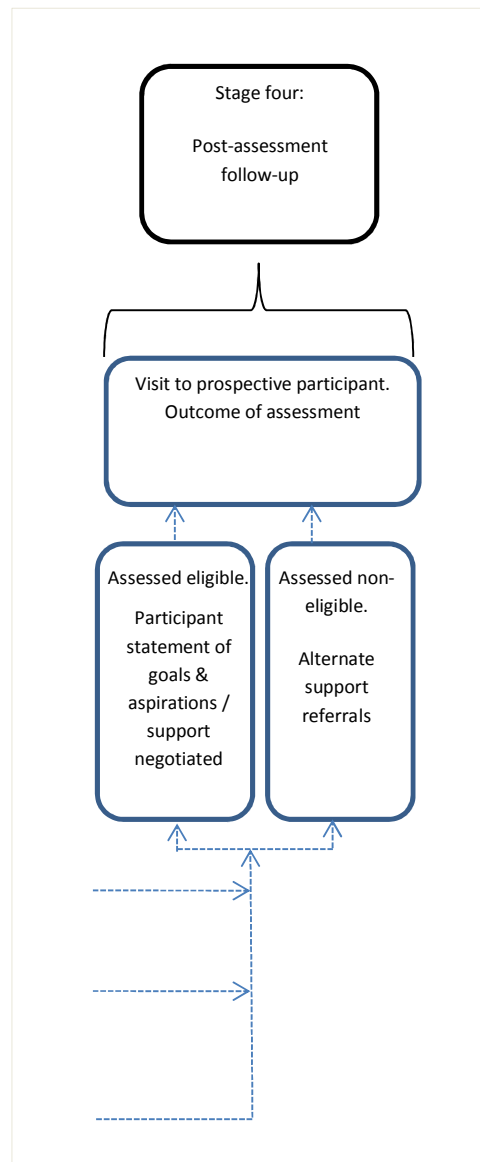 Stage four:
Post-assessment
follow-up
Visit to prospective participant.
Outcome of assessment
Assessed eligible.
Participant
statement of
goals &
aspirations /
support
negotiated
Assessed non-
eligible.
Alternate
support
referrals